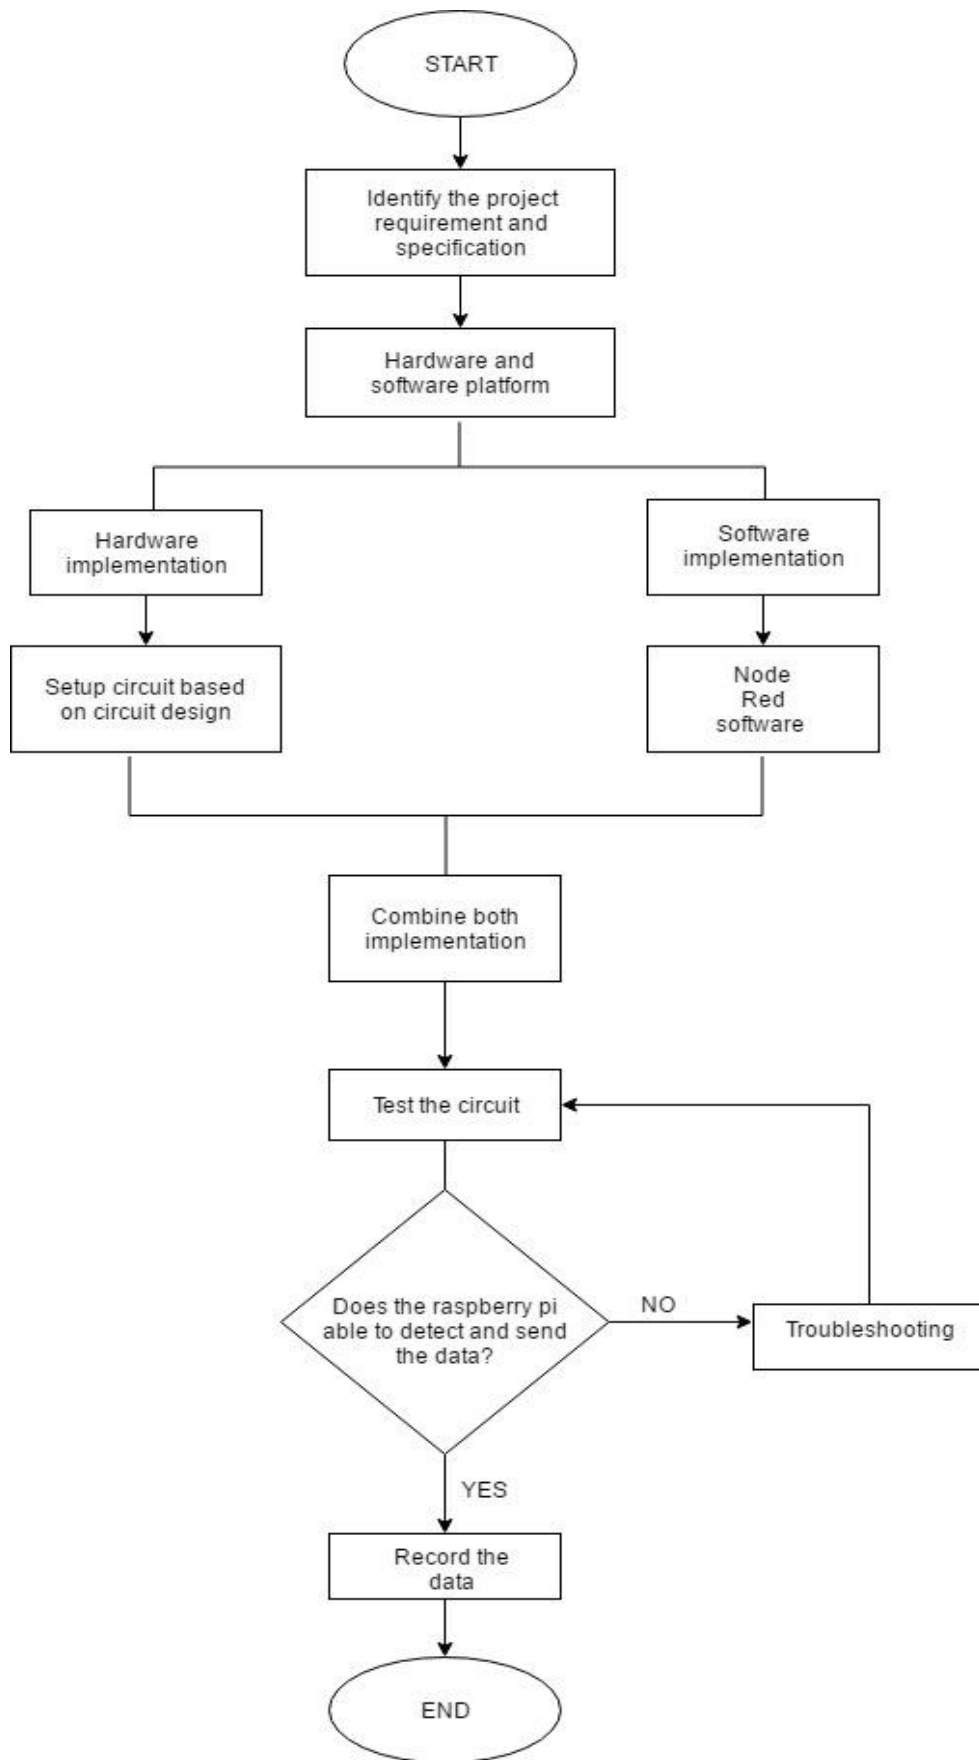 START
Identify the project
requirement and
specification
Hardware and
software platform
Hardware
implementation
Software
implementation
Setup circuit based
on circuit design
Node
Red
software
Combine both
implementation
Test the circuit
Does the raspberry pi
able to detect and send
the data?
NO
Troubleshooting
YES
Record the
data
END